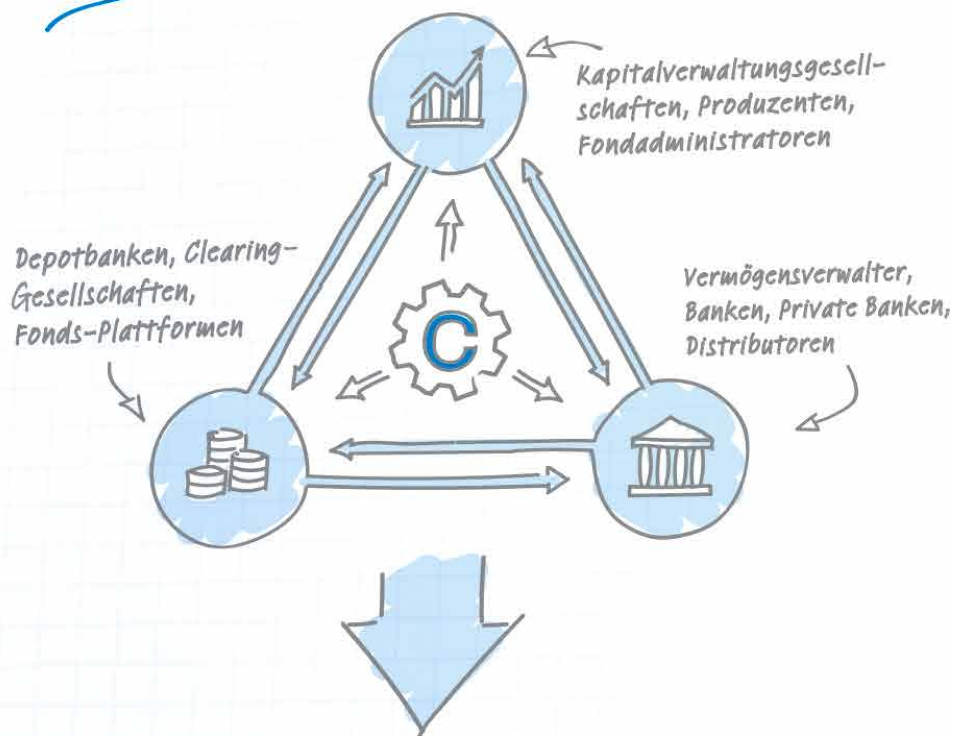 Kapitalverwaltungsgesell-
schaften, Produzenten,
Fondadministratoren
Depotbanken, Clearing-
Gesellschaften,
Fonds-Plattformen
Vermögensverwalter,
Banken, Private Banken,
Distributoren
C